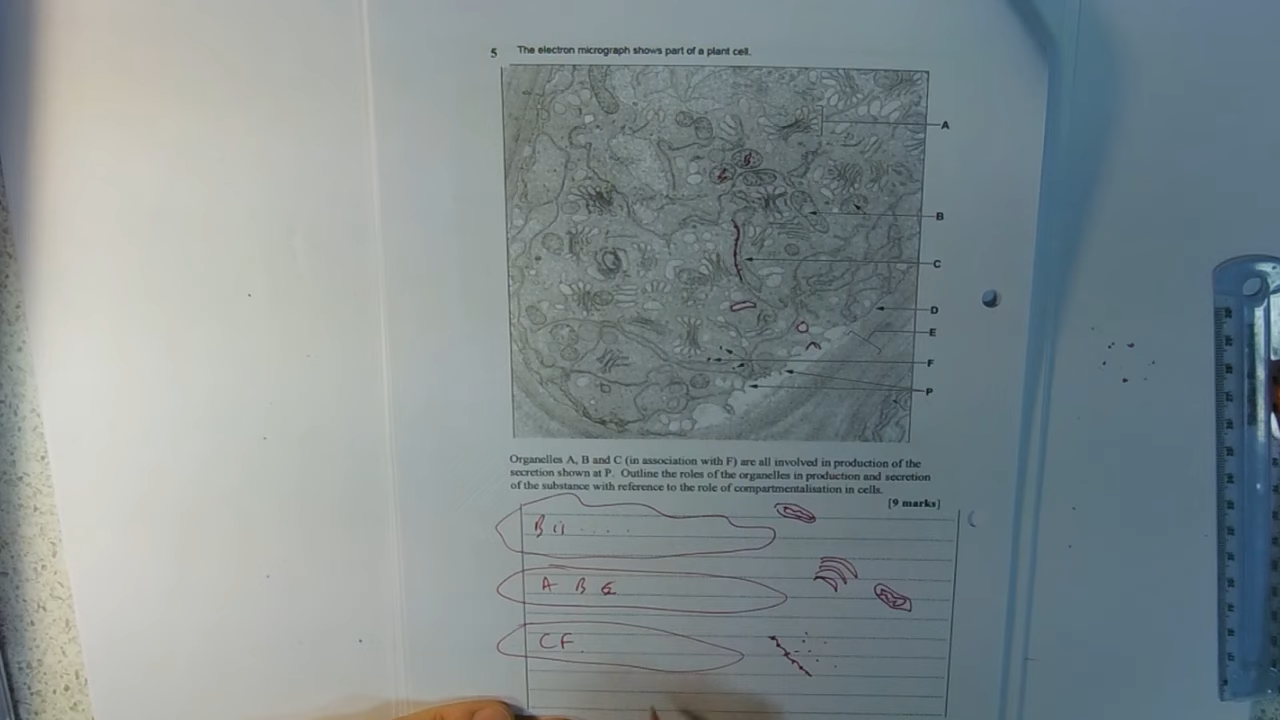 5 The electron micrograph shows part of a plant cell.
A
B
C
D
E
F
P
Organelles A, B and C (in association with F) are all involved in production of the
secretion shown at P. Outline the roles of the organelles in production and secretion
of the substance with reference to the role of compartmentalisation in cells.
[9 marks]
B is ....
A B
CF